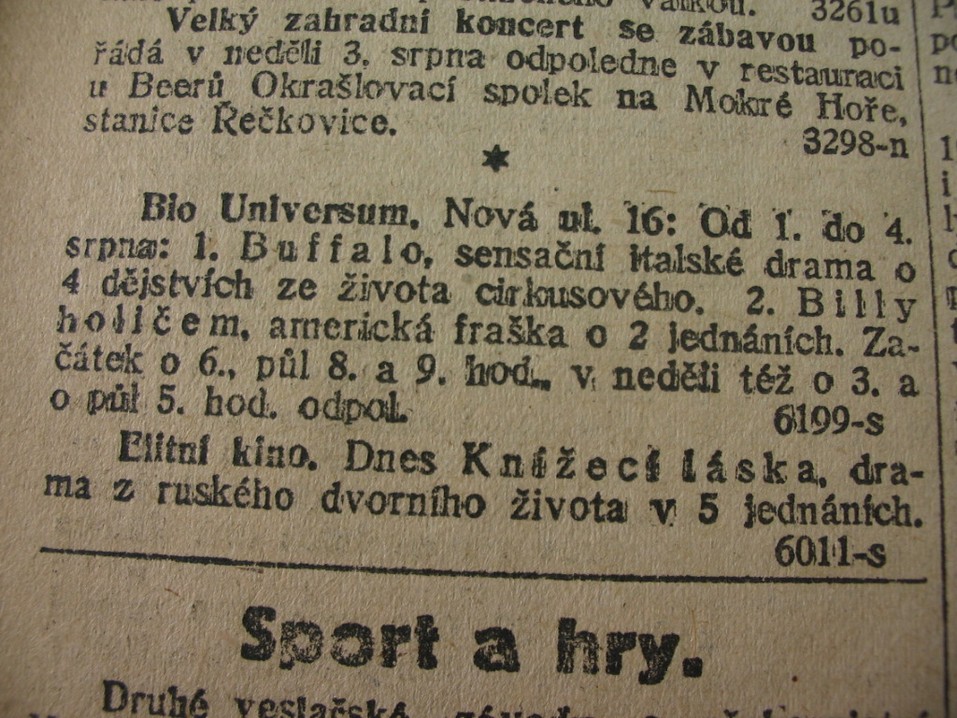 válkou. 3261u
Velký zahradní koncert se zábavou po-
řádá v neděli 3. srpna odpoledne v restauraci
u Beerů Okrašlovací spolek na Mokré Hoře,
stanice Řečkovice. 3298-n
Bio Universum, Nová ul. 16: Od 1. do 4.
srpna: 1. Buffalo, sensační italské drama o
4 dějstvích ze života cirkusového. 2. Billy
holičem, americká fraška o 2 jednáních. Za-
čátek o 6., půl 8. a 9. hod., v neděli též o 3. a
o půl 5. hod. odpol. 6199-s
Elitní kino. Dnes Knížecí láska, dra-
ma z ruského dvorního života v 5 jednáních.
6011-s
Sport a hry.
Druhé veslařské